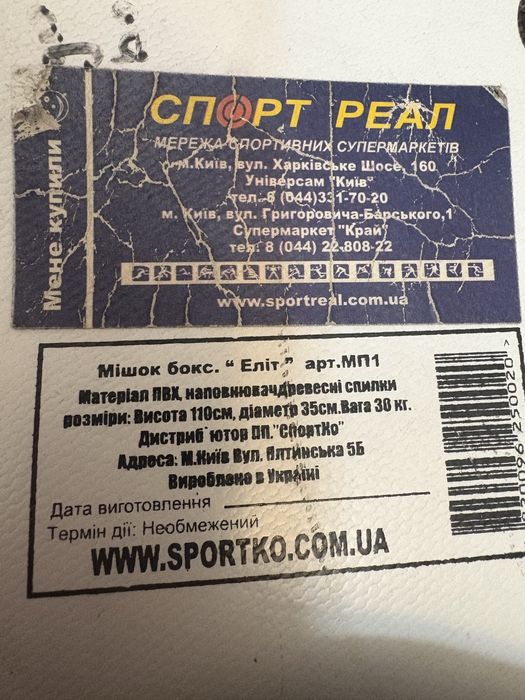 Мене купили
СПОРТ РЕАЛ
МЕРЕЖА СПОРТИВНИХ СУПЕРМАРКЕТІВ
м.Київ, вул. Харківське Шосе, 160
Універсам "Київ"
тел. 8 (044)331-70-20
м. Київ, вул. Григоровича-Барського,1
Супермаркет "Край"
тел: 8 (044) 22-808-22
www.sportreal.com.ua
Мішок бокс. “ Еліт ” арт.МП1
Матеріал ПВХ, наповнювач древесні спилки
розміри: Висота 110см, діаметр 35см.Вага 30 кг.
Дистриб`ютор ПП."СпортКо"
Адреса: М.Київ Вул. Ялтинська 5Б
Вироблено в Україні
Дата виготовлення
Термін дії: Необмежений
WWW.SPORTKO.COM.UA